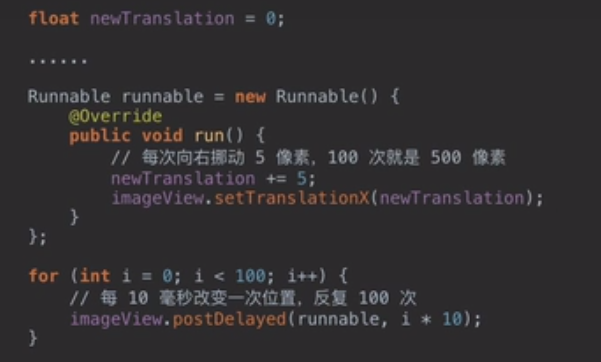 float newTranslation = 0;
......
Runnable runnable = new Runnable() {
    @Override
    public void run() {
        // 每次向右挪动 5 像素，100 次就是 500 像素
        newTranslation += 5;
        imageView.setTranslationX(newTranslation);
    }
};
for (int i = 0; i < 100; i++) {
    // 每 10 毫秒改变一次位置，反复 100 次
    imageView.postDelayed(runnable, i * 10);
}